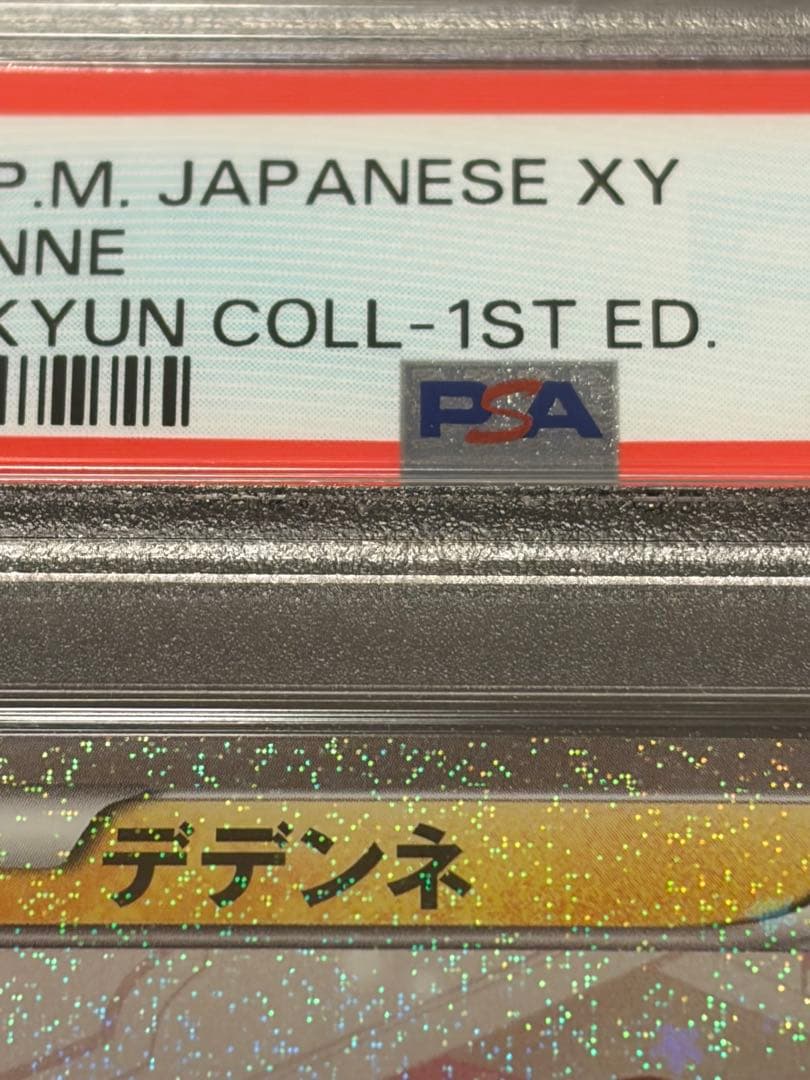 P.M. JAPANESE XY
NNE
KYUN COLL-1ST ED.
PSA
デデンネ